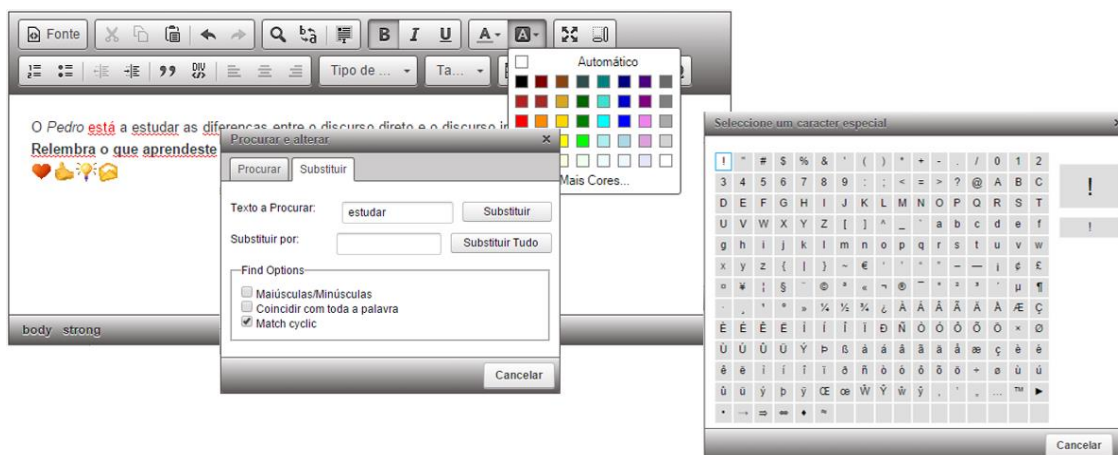 Fonte
B I U A A
Tipo de ... Ta...
Automático
Mais Cores...
O Pedro está a estudar as diferenças entre o discurso direto e o discurso
Relembra o que aprendeste
body strong
Procurar e alterar ×
Procurar Substituir
Texto a Procurar: estudar Substituir
Substituir por: Substituir Tudo
Find Options
Maiúsculas/Minúsculas
Coincidir com toda a palavra
Match cyclic
Cancelar
Seleccione um caracter especial
! " # $ % & ' ( ) * + - . / 0 1 2
3 4 5 6 7 8 9 : ; < = > ? @ A B C
D E F G H I J K L M N O P Q R S T
U V W X Y Z [ ] ^ _ ` a b c d e f
g h i j k l m n o p q r s t u v w
x y z { | } ~ € ‘ ’ “ ” – — ¡ ¢ £
¤ ¥ ¦ § ¨ © ª « ¬ ® ¯ ° ² ³ ´ µ ¶
· ¸ ¹ º » ¼ ½ ¾ ¿ À Á Â Ã Ä Å Æ Ç
È É Ê Ë Ì Í Î Ï Ð Ñ Ò Ó Ô Õ Ö × Ø
Ù Ú Û Ü Ý Þ ß à á â ã ä å æ ç è é
ê ë ì í î ï ð ñ ò ó ô õ ö ÷ ø ù ú
û ü ý þ ÿ Œ œ Ŵ Ŷ ŵ ŷ ‚ ‛ „ … ™ ►
• → ⇒ ⇔ ♦ ≈
!
!
Cancelar